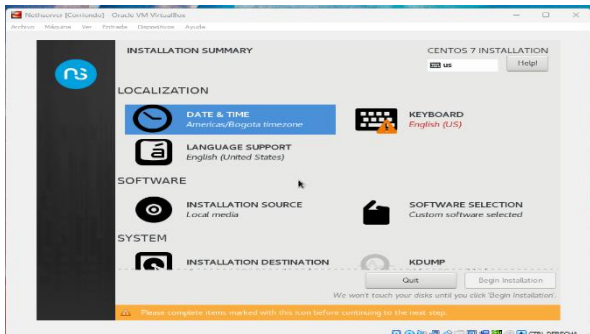 Nethserver [Corriendo] - Oracle VM VirtualBox
Archivo Máquina Ver Entrada Dispositivos Ayuda
ns
INSTALLATION SUMMARY
CENTOS 7 INSTALLATION
us
Help!
LOCALIZATION
DATE & TIME
Americas/Bogota timezone
KEYBOARD
English (US)
LANGUAGE SUPPORT
English (United States)
SOFTWARE
INSTALLATION SOURCE
Local media
SOFTWARE SELECTION
Custom software selected
SYSTEM
INSTALLATION DESTINATION
KDUMP
Quit
Begin Installation
We won't touch your disks until you click 'Begin Installation'.
Please complete items marked with this icon before continuing to the next step.
CTRL DERECHA